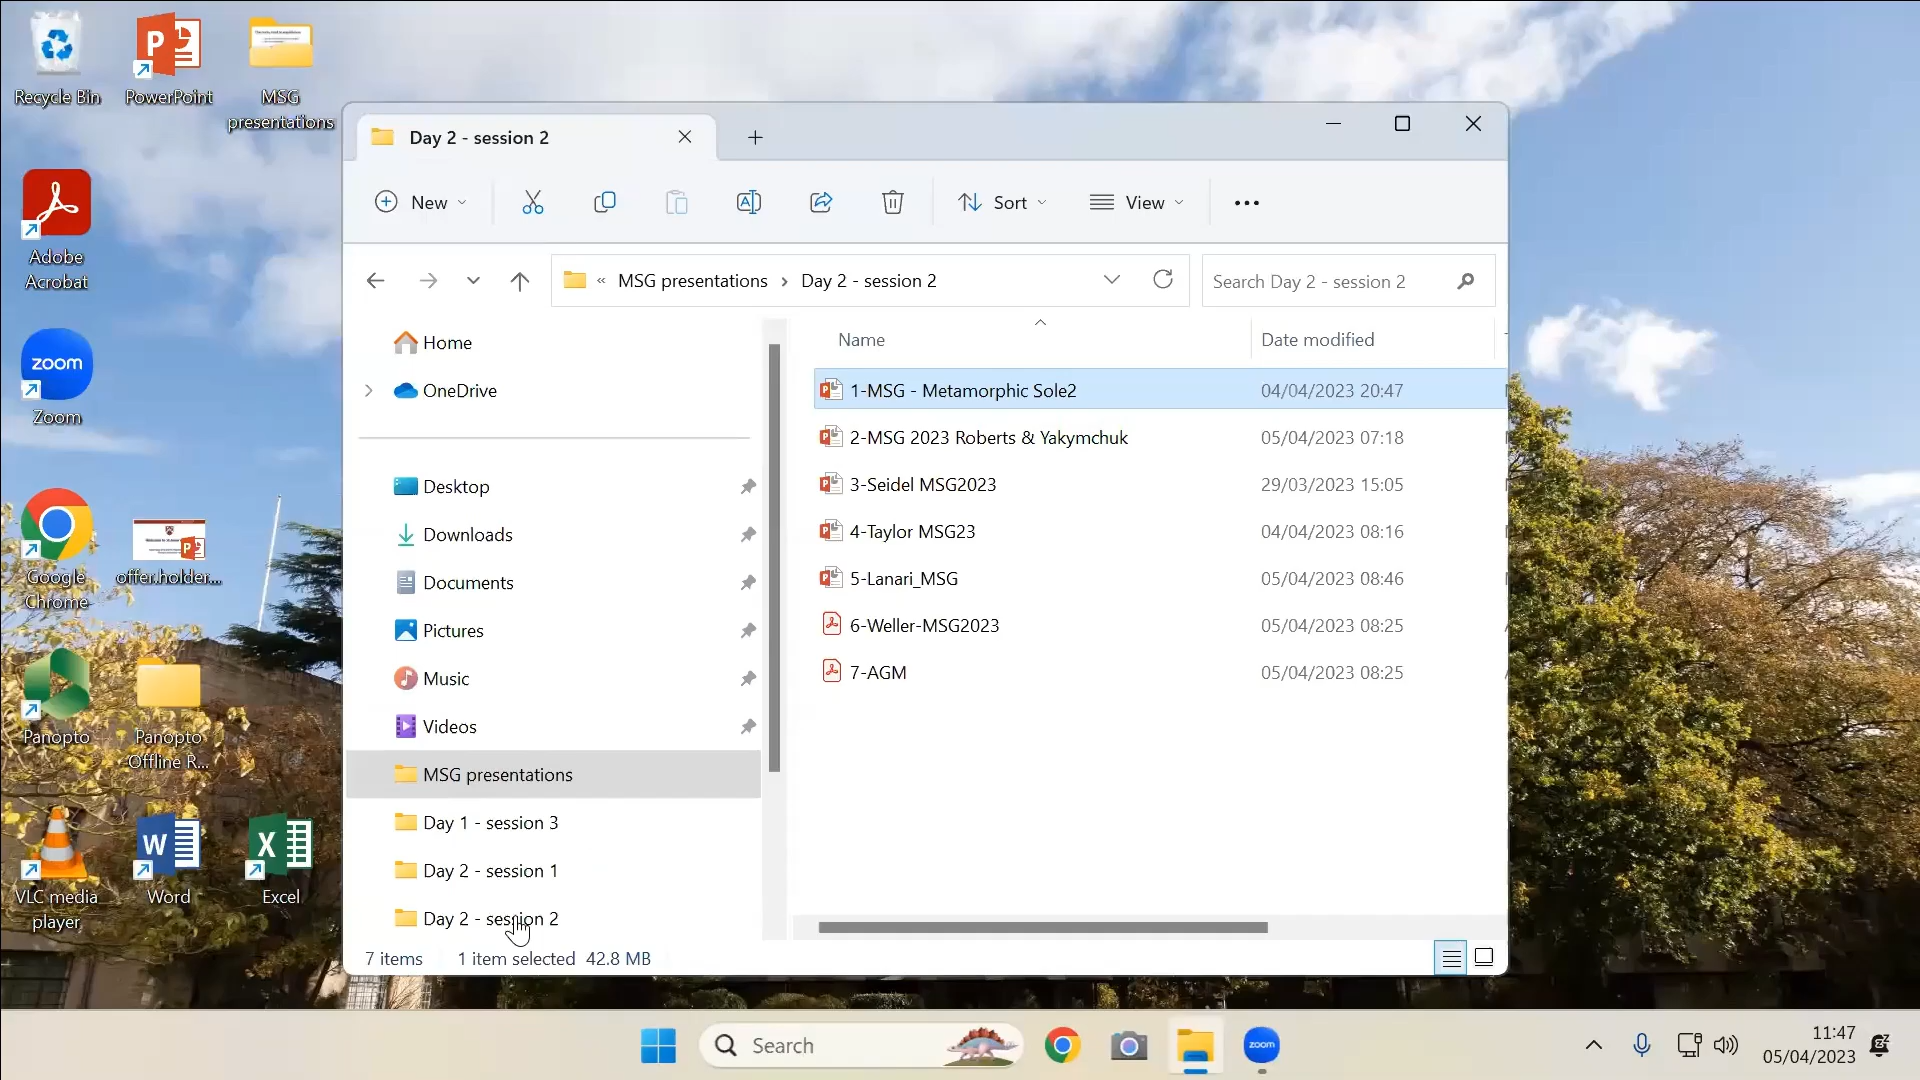 Recycle Bin
PowerPoint
MSG
presentations
Adobe
Acrobat
zoom
Zoom
Google
Chrome
offer.holder...
Panopto
Panopto
Offline R...
VLC media
player
Word
Excel
Day 2 - session 2
New
Sort
View
« MSG presentations › Day 2 - session 2
Search Day 2 - session 2
Home
OneDrive
Desktop
Downloads
Documents
Pictures
Music
Videos
MSG presentations
Day 1 - session 3
Day 2 - session 1
Day 2 - session 2
Name Date modified
1-MSG - Metamorphic Sole2 04/04/2023 20:47
2-MSG 2023 Roberts & Yakymchuk 05/04/2023 07:18
3-Seidel MSG2023 29/03/2023 15:05
4-Taylor MSG23 04/04/2023 08:16
5-Lanari_MSG 05/04/2023 08:46
6-Weller-MSG2023 05/04/2023 08:25
7-AGM 05/04/2023 08:25
7 items 1 item selected 42.8 MB
Search
zoom
11:47
05/04/2023